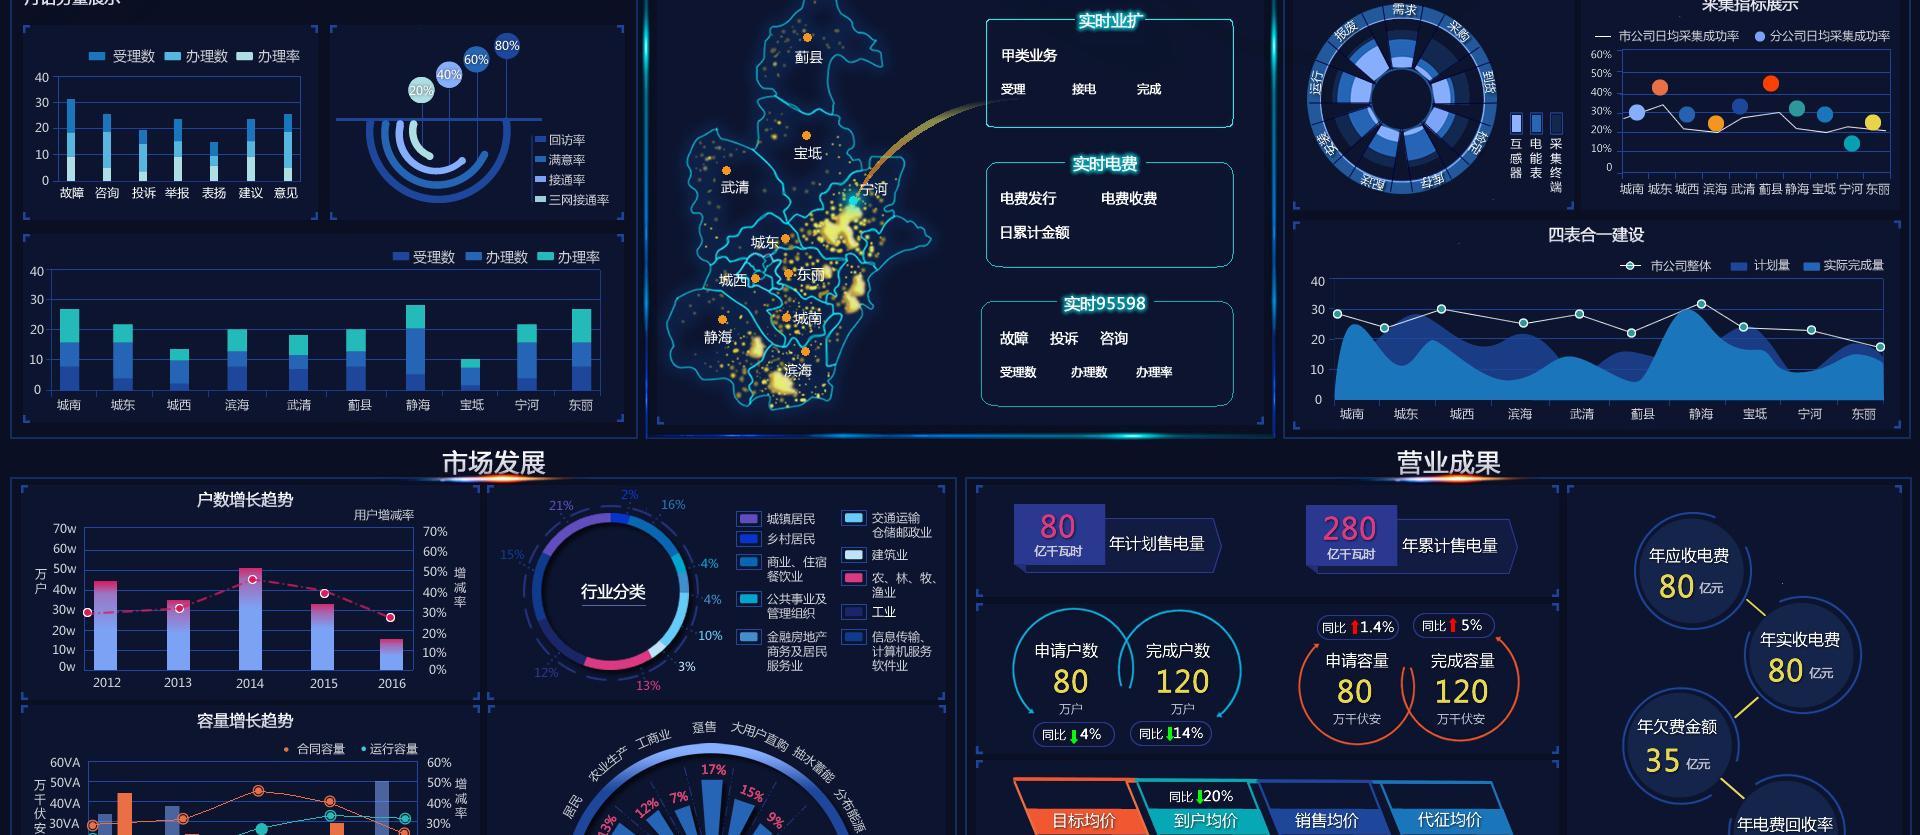 受理数 办理数 办理率
40
30
20
10
0
故障 咨询 投诉 举报 表扬 建议 意见
80%
60%
40%
20%
回访率
满意率
接通率
三网接通率
受理数 办理数 办理率
40
30
20
10
0
城南 城东 城西 滨海 武清 蓟县 静海 宝坻 宁河 东丽
蓟县
宝坻
武清
宁河
城东
城西
东丽
城南
静海
滨海
实时业扩
甲类业务
受理 接电 完成
实时电费
电费发行 电费收费
日累计金额
实时95598
故障 投诉 咨询
受理数 办理数 办理率
需求
采购
到货
检定
库存
配送
安装
运行
报废
互感器
电能表
采集终端
采集指标展示
市公司日均采集成功率 分公司日均采集成功率
60%
50%
40%
30%
20%
10%
0
城南 城东 城西 滨海 武清 蓟县 静海 宝坻 宁河 东丽
四表合一建设
市公司整体 计划量 实际完成量
40
30
20
10
0
城南 城东 城西 滨海 武清 蓟县 静海 宝坻 宁河 东丽
市场发展
户数增长趋势
用户增减率
万户
70w
60w
50w
40w
30w
20w
0w
70%
60%
50%
40%
30%
20%
10%
0%
增减率
2012 2013 2014 2015 2016
行业分类
2%
16%
4%
4%
10%
3%
13%
12%
15%
21%
城镇居民
乡村居民
商业、住宿
餐饮业
公共事业及
管理组织
金融房地产
商务及居民
服务业
交通运输
仓储邮政业
建筑业
农、林、牧、
渔业
工业
信息传输、
计算机服务
软件业
容量增长趋势
合同容量 运行容量
万千伏安
60VA
50VA
40VA
30VA
60%
50%
40%
30%
增减率
居民
农业生产
工商业
趸售
大用户直购
抽水蓄能
分布能源
13%
12%
7%
17%
15%
9%
营业成果
80
亿千瓦时
年计划售电量
280
亿千瓦时
年累计售电量
申请户数
80
万户
同比 4%
完成户数
120
万户
同比 14%
同比 1.4%
申请容量
80
万千伏安
同比 5%
完成容量
120
万千伏安
目标均价
同比 20%
到户均价
销售均价
代征均价
年应收电费
80 亿元
年实收电费
80 亿元
年欠费金额
35 亿元
年电费回收率